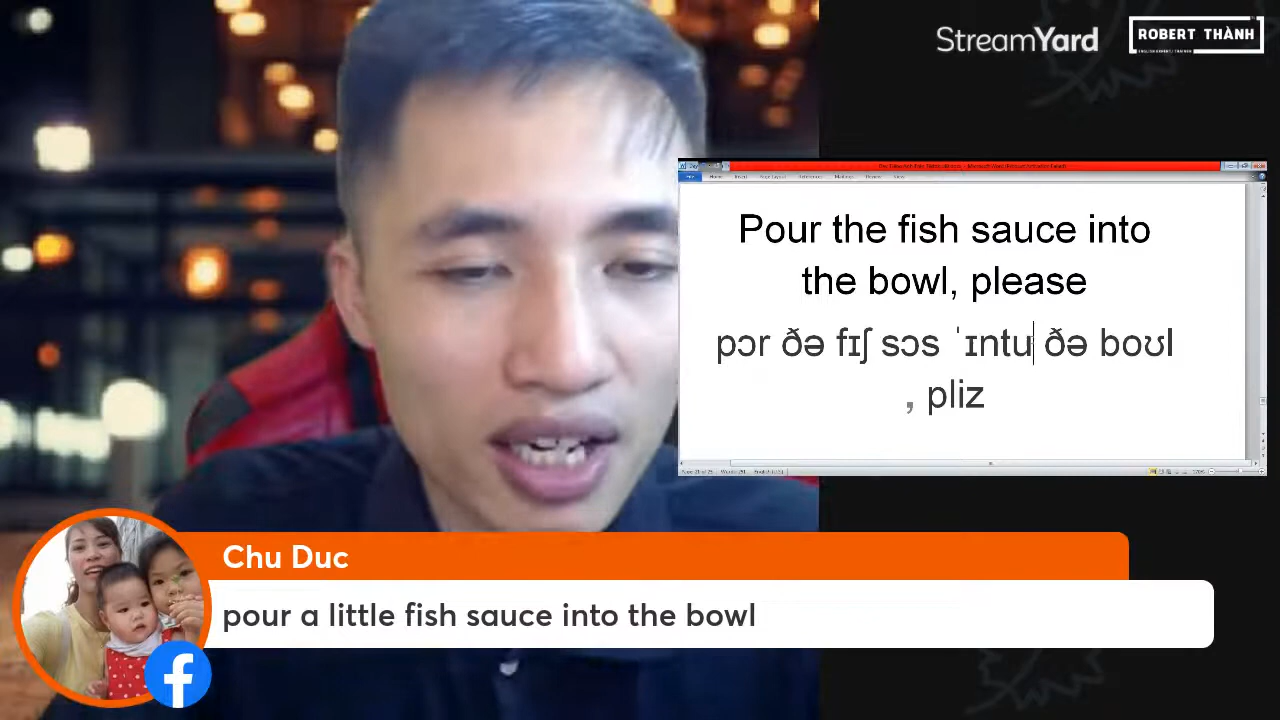 StreamYard
ROBERT THÀNH
Pour the fish sauce into
the bowl, please
pɔr ðə fɪʃ sɔs ˈɪntu ðə boʊl
, pliz
Chu Duc
pour a little fish sauce into the bowl